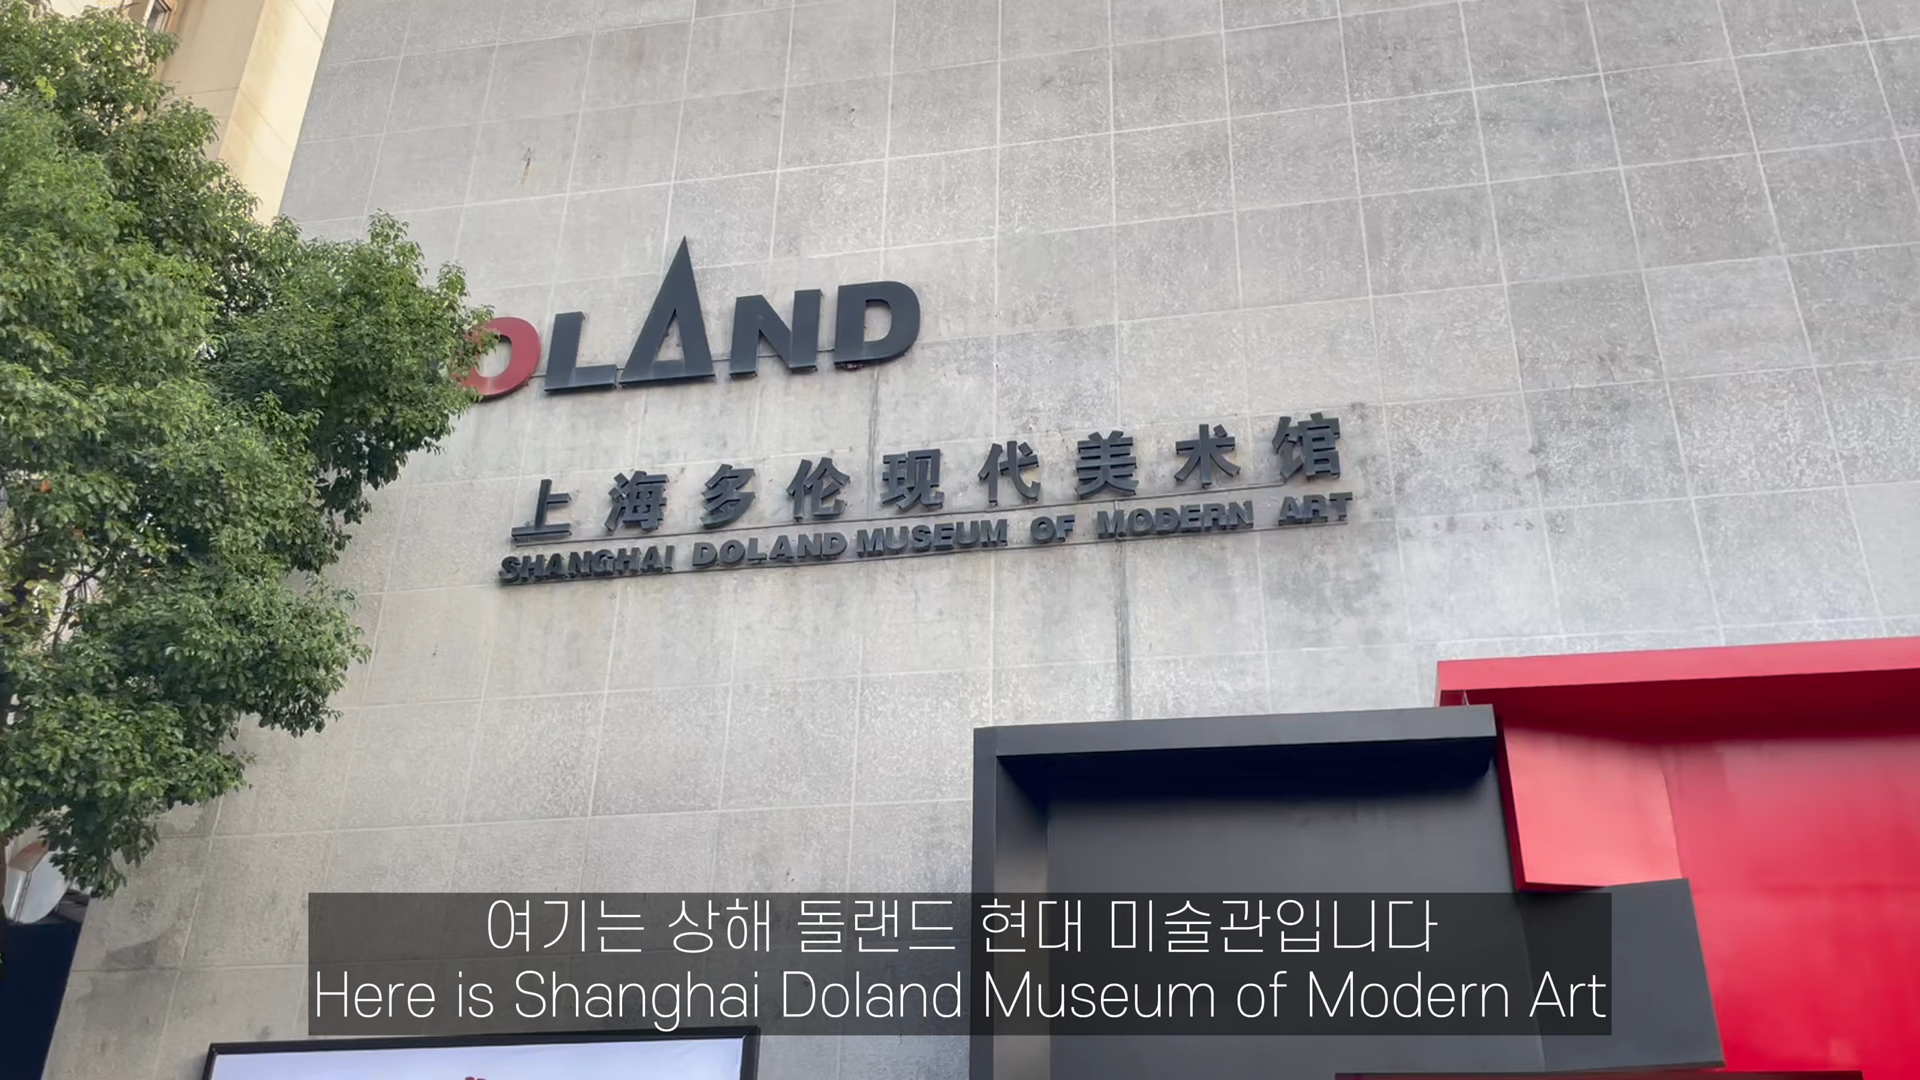 DOLAND
上海多伦现代美术馆
SHANGHAI DOLAND MUSEUM OF MODERN ART
여기는 상해 돌랜드 현대 미술관입니다
Here is Shanghai Doland Museum of Modern Art